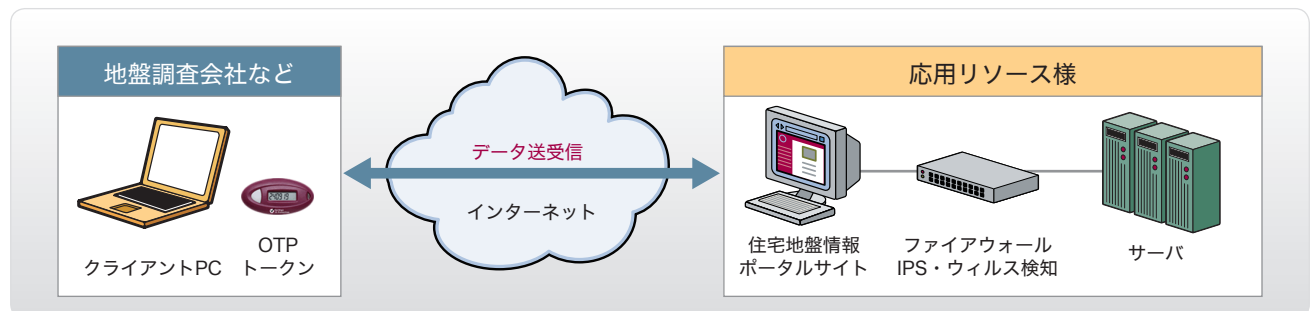 地盤調査会社など
クライアントPC
OTP
トークン
データ送受信
インターネット
応用リソース様
住宅地盤情報
ポータルサイト
ファイアウォール
IPS・ウィルス検知
サーバ